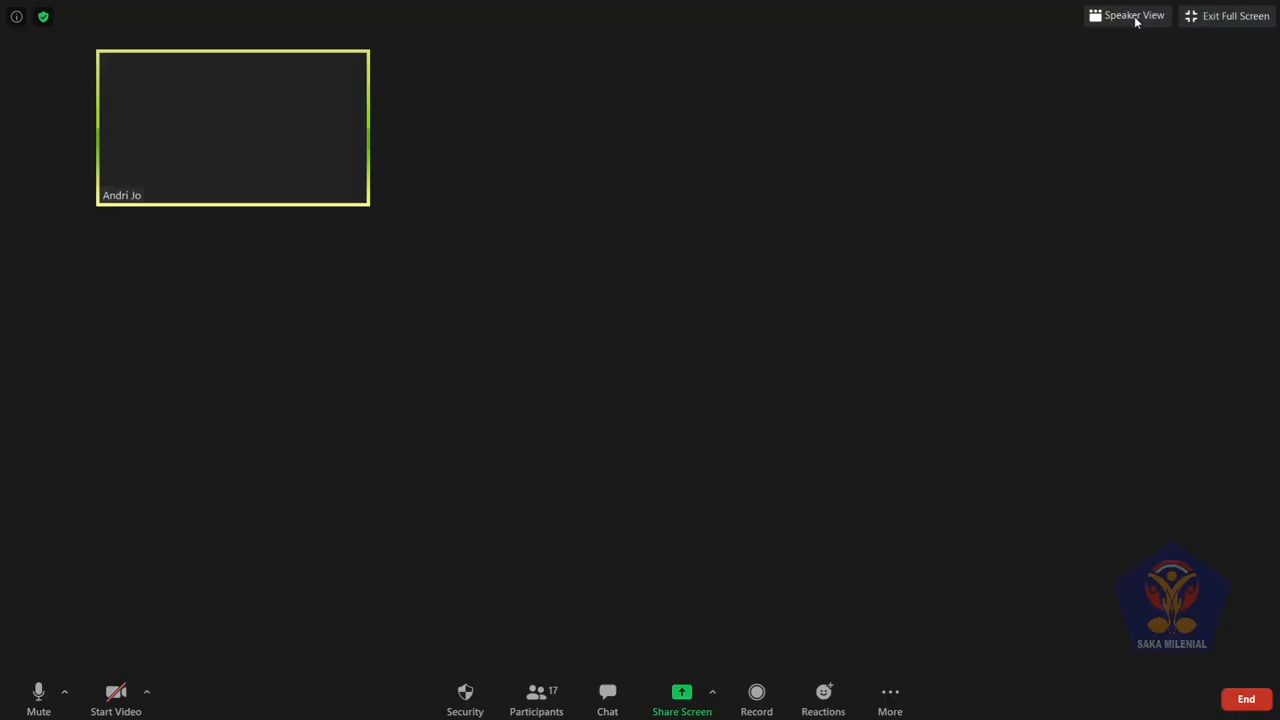 Speaker View
Exit Full Screen
Andri Jo
SAKA MILENIAL
Mute
Start Video
Security
17
Participants
Chat
Share Screen
Record
Reactions
More
End